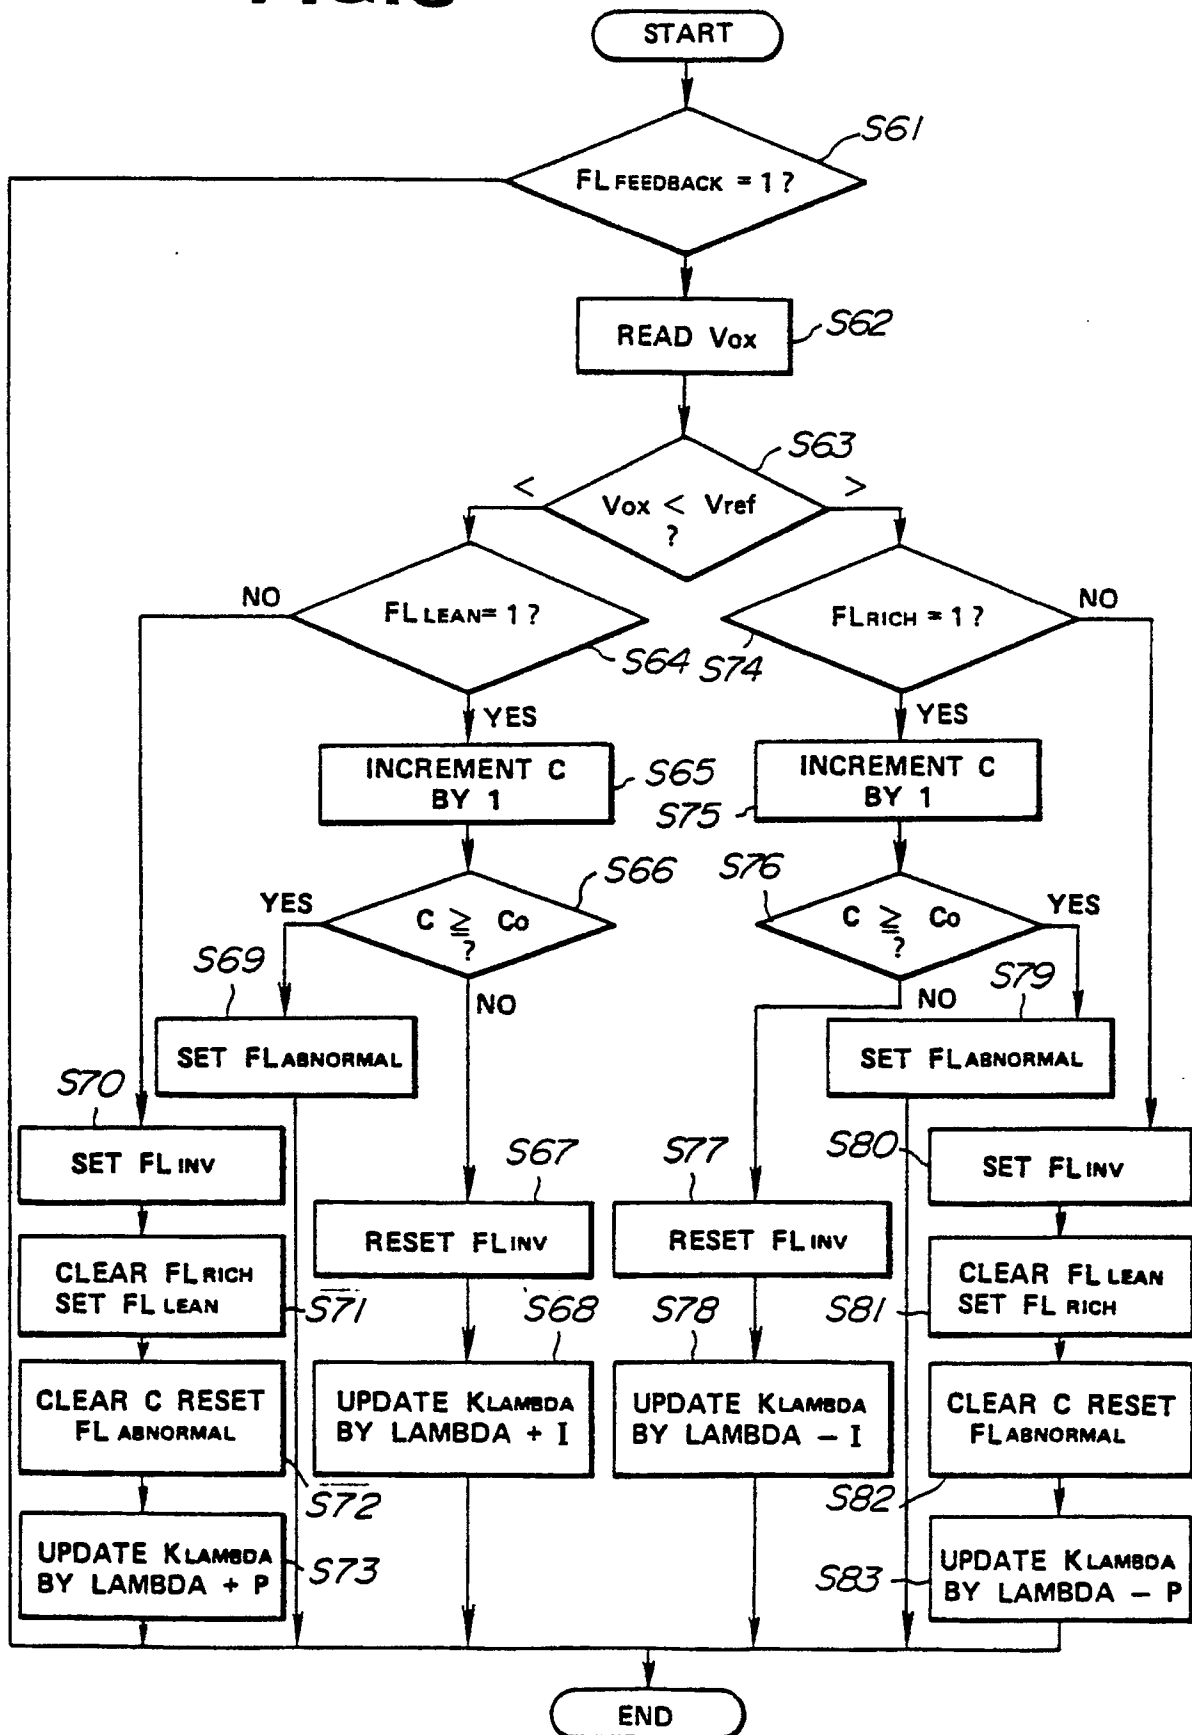 START
S61
FL FEEDBACK = 1 ?
READ Vox
S62
S63
<
Vox < Vref
?
>
NO
FL LEAN = 1 ?
S64
YES
INCREMENT C
BY 1
S65
S66
YES
C ≧ Co
?
NO
S69
SET FL ABNORMAL
S70
SET FL INV
CLEAR FL RICH
SET FL LEAN
S71
CLEAR C RESET
FL ABNORMAL
S72
UPDATE K LAMBDA
BY LAMBDA + P
S73
S67
RESET FL INV
S68
UPDATE K LAMBDA
BY LAMBDA + I
FL RICH = 1 ?
NO
S74
YES
INCREMENT C
BY 1
S75
S76
C ≧ Co
?
YES
NO
S79
SET FL ABNORMAL
S77
RESET FL INV
S78
UPDATE K LAMBDA
BY LAMBDA − I
S80
SET FL INV
CLEAR FL LEAN
SET FL RICH
S81
CLEAR C RESET
FL ABNORMAL
S82
UPDATE K LAMBDA
BY LAMBDA − P
S83
END